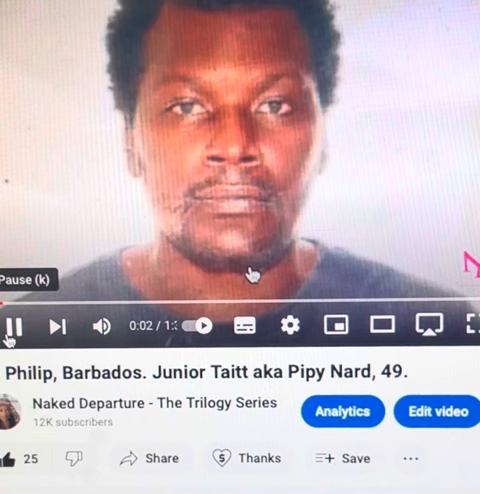 Pause (k)
0:02 / 1:
Philip, Barbados. Junior Taitt aka Pipy Nard, 49.
Naked Departure - The Trilogy Series
12K subscribers
Analytics
Edit video
25
Share
Thanks
Save